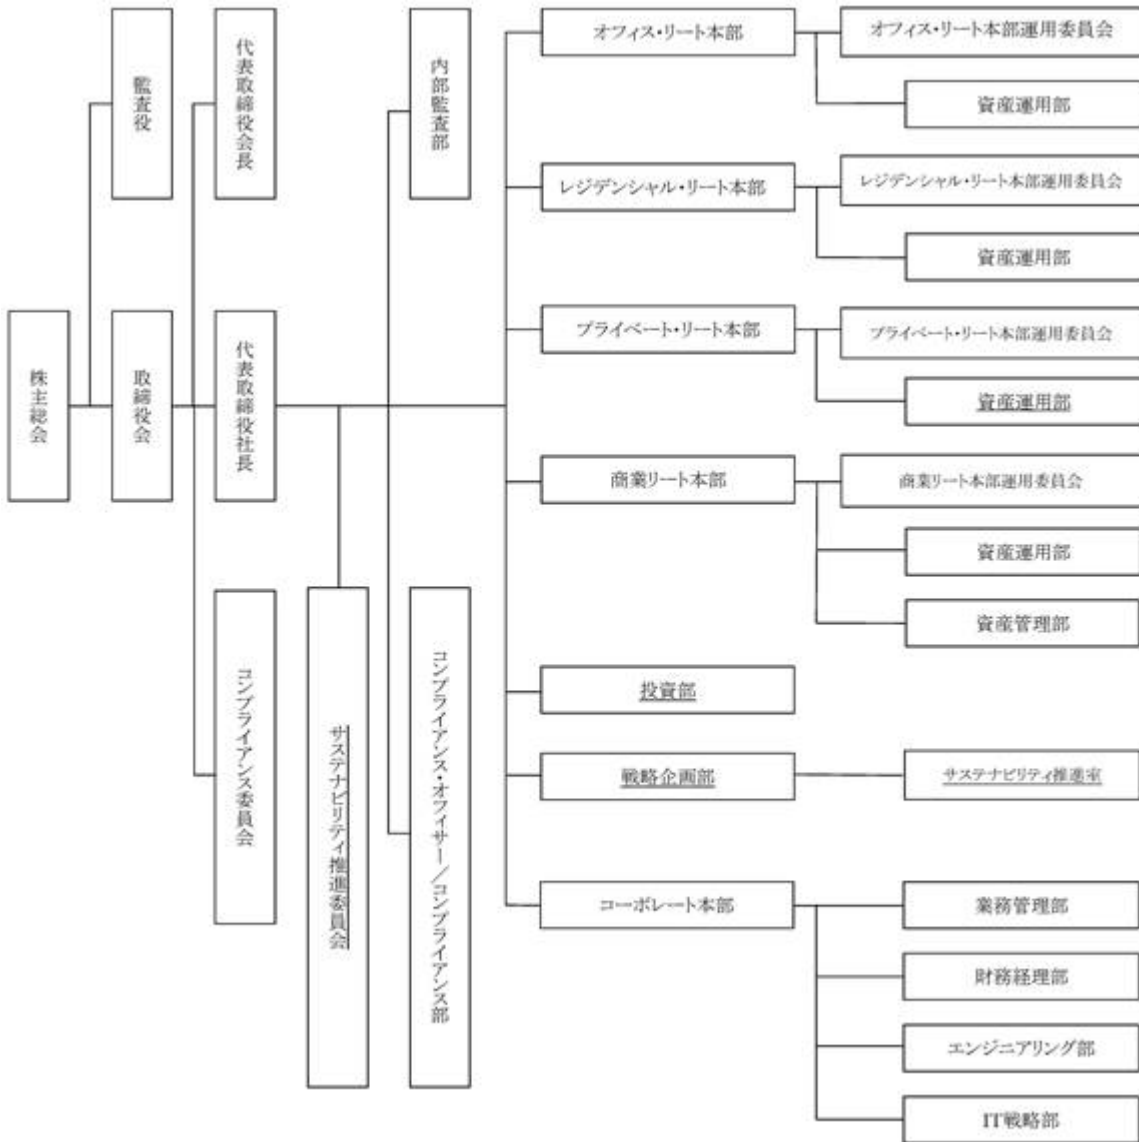 株主総会
監査役
取締役会
代表取締役会長
代表取締役社長
コンプライアンス委員会
サステナビリティ推進委員会
内部監査部
コンプライアンス・オフィサー／コンプライアンス部
オフィス・リート本部
オフィス・リート本部運用委員会
資産運用部
レジデンシャル・リート本部
レジデンシャル・リート本部運用委員会
資産運用部
プライベート・リート本部
プライベート・リート本部運用委員会
資産運用部
商業リート本部
商業リート本部運用委員会
資産運用部
資産管理部
投資部
戦略企画部
サステナビリティ推進室
コーポレート本部
業務管理部
財務経理部
エンジニアリング部
IT戦略部